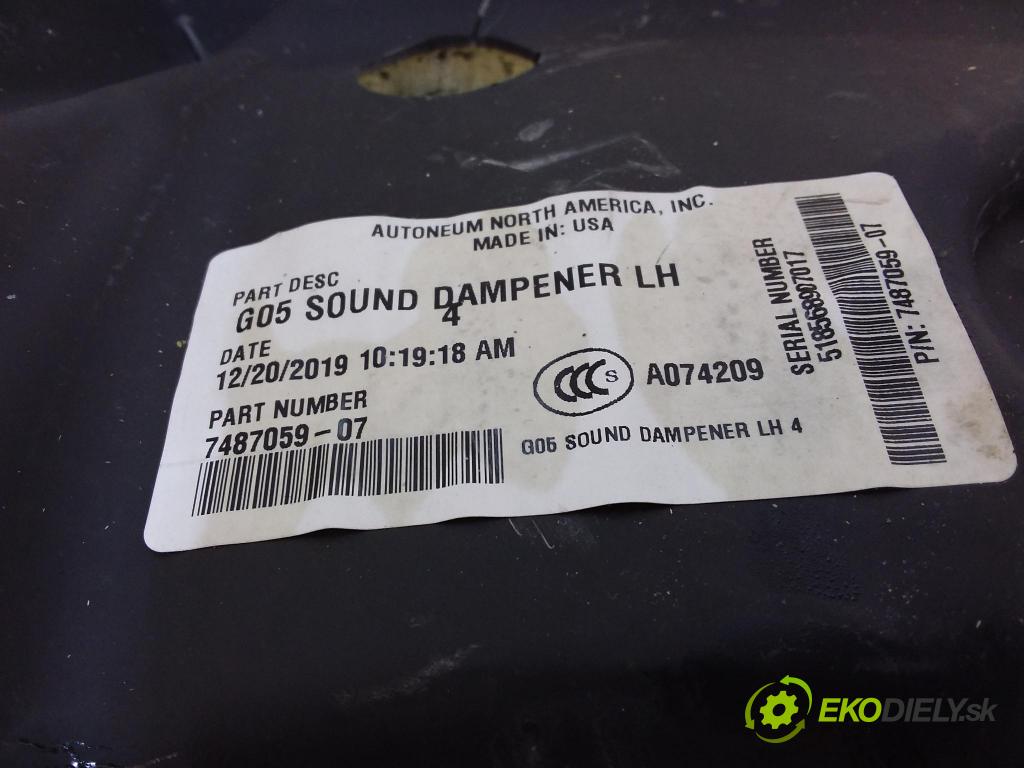 AUTONEUM NORTH AMERICA, INC.
MADE IN: USA
PART DESC
G05 SOUND DAMPENER LH
4
DATE
12/20/2019 10:19:18 AM
PART NUMBER
7487059-07
CCC S
A074209
G05 SOUND DAMPENER LH 4
SERIAL NUMBER
518568907017
P/N: 7487059-07
EKODIELY.sk